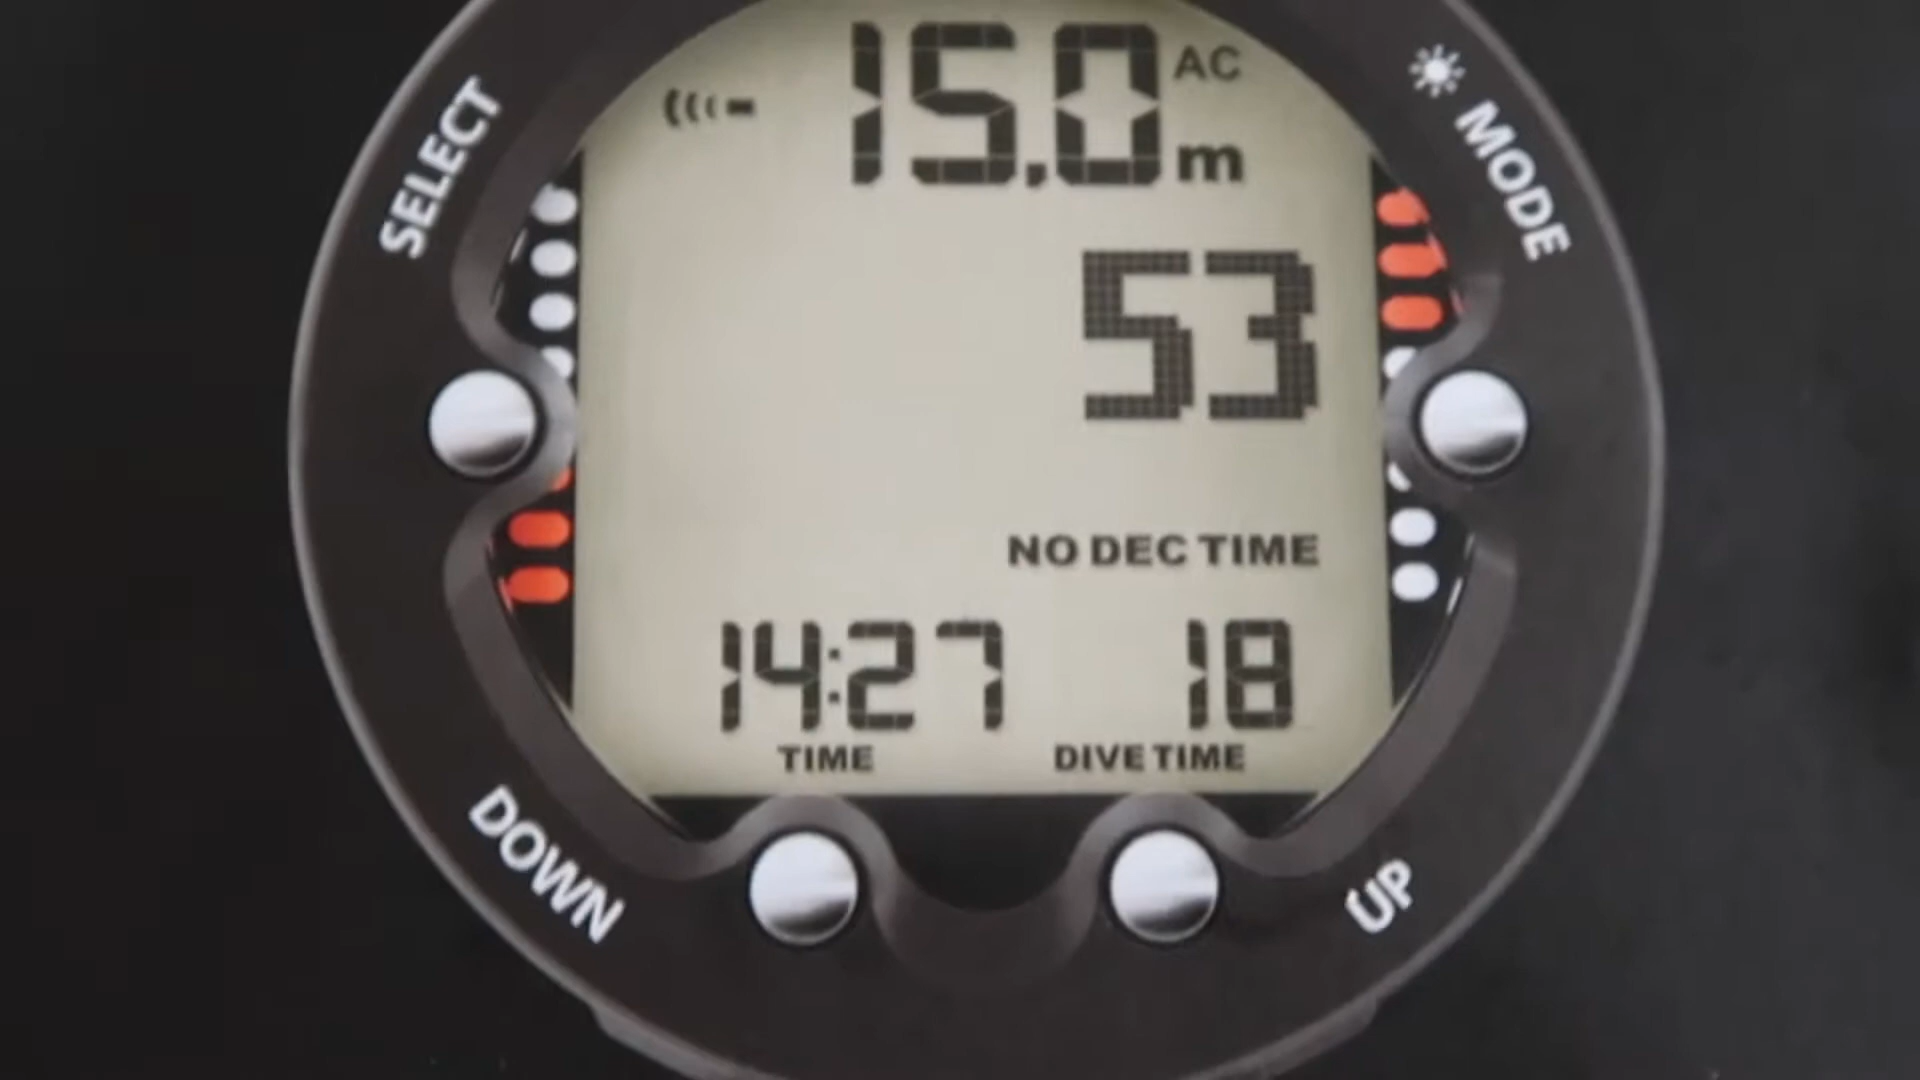 15.0 AC m
SELECT
MODE
53
NO DEC TIME
14:27 18
TIME DIVE TIME
DOWN
UP